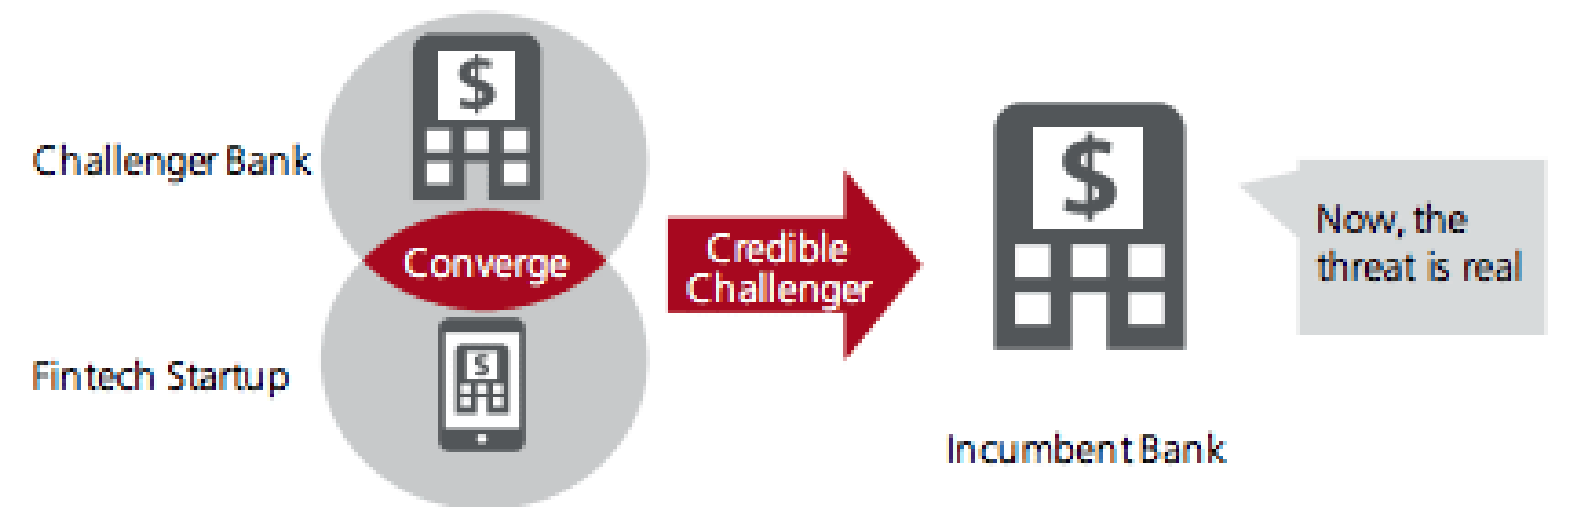 $
Challenger Bank
Converge
Fintech Startup
$
Credible
Challenger
$
Incumbent Bank
Now, the
threat is real